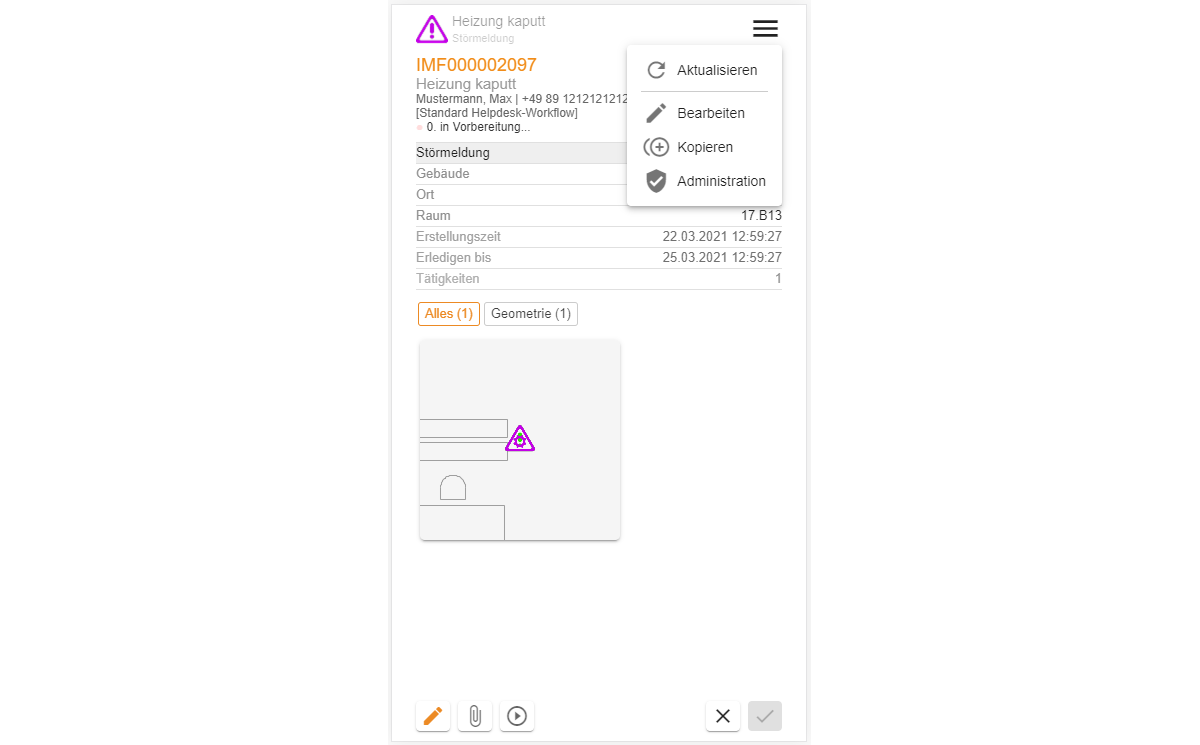 Heizung kaputt
Störmeldung
IMF000002097
Heizung kaputt
Mustermann, Max | +49 89 1212121212
[Standard Helpdesk-Workflow]
0. in Vorbereitung...
Aktualisieren
Bearbeiten
Kopieren
Administration
Störmeldung
Gebäude
Ort
Raum 17.B13
Erstellungszeit 22.03.2021 12:59:27
Erledigen bis 25.03.2021 12:59:27
Tätigkeiten 1
Alles (1) Geometrie (1)